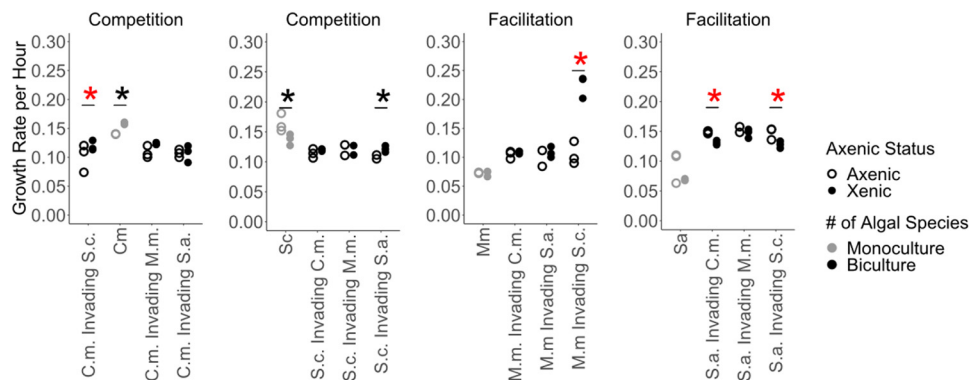 Competition
Competition
Facilitation
Facilitation
Growth Rate per Hour
0.30
0.25
0.20
0.15
0.10
0.05
0.00
*
*
C.m. Invading S.c.
Cm
C.m. Invading M.m.
C.m. Invading S.a.
0.30
0.25
0.20
0.15
0.10
0.05
0.00
*
*
Sc
S.c. Invading C.m.
S.c. Invading M.m.
S.c. Invading S.a.
0.30
0.25
0.20
0.15
0.10
0.05
0.00
*
Mm
M.m. Invading C.m.
M.m Invading S.a.
M.m Invading S.c.
0.30
0.25
0.20
0.15
0.10
0.05
0.00
*
*
Sa
S.a. Invading C.m.
S.a. Invading M.m.
S.a. Invading S.c.
Axenic Status
Axenic
Xenic
# of Algal Species
Monoculture
Biculture